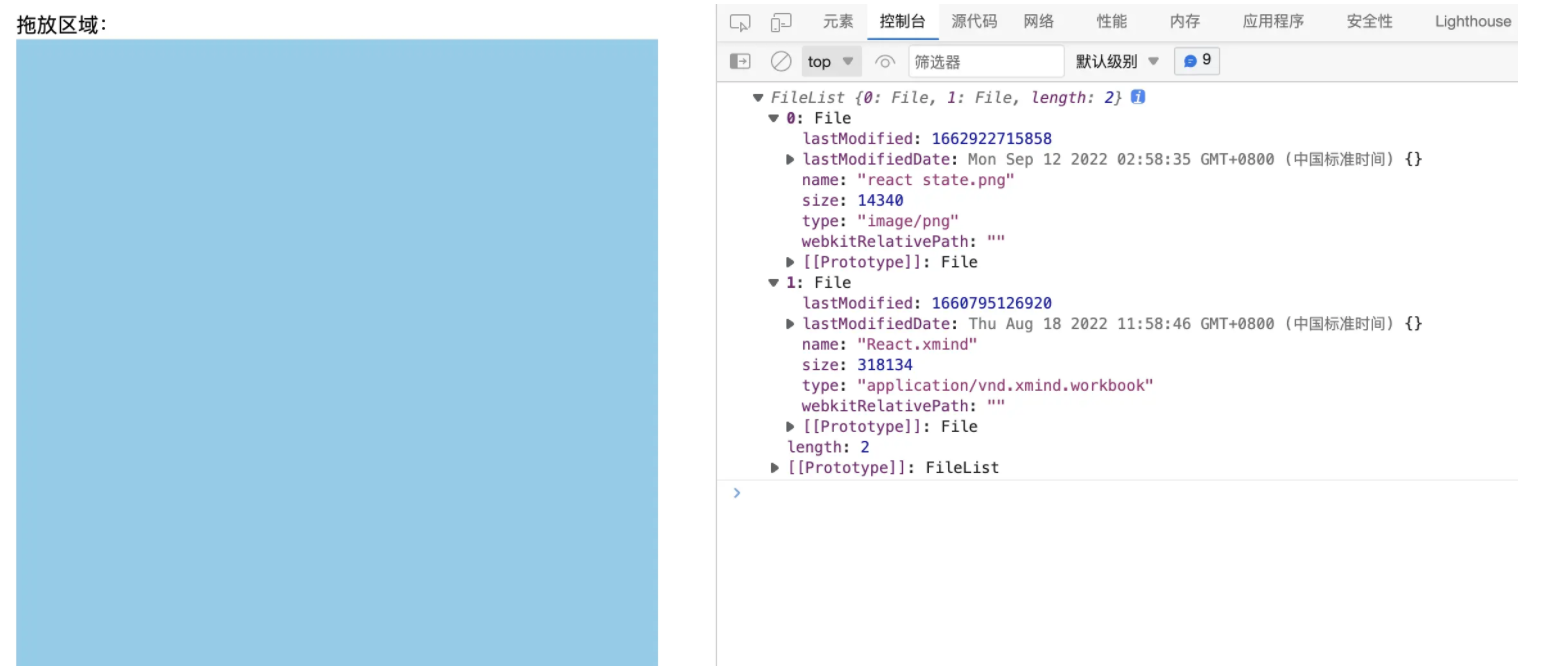 拖放区域：
元素 控制台 源代码 网络 性能 内存 应用程序 安全性 Lighthouse
top 筛选器 默认级别 9
FileList {0: File, 1: File, length: 2}
0: File
lastModified: 1662922715858
lastModifiedDate: Mon Sep 12 2022 02:58:35 GMT+0800 (中国标准时间) {}
name: "react state.png"
size: 14340
type: "image/png"
webkitRelativePath: ""
[[Prototype]]: File
1: File
lastModified: 1660795126920
lastModifiedDate: Thu Aug 18 2022 11:58:46 GMT+0800 (中国标准时间) {}
name: "React.xmind"
size: 318134
type: "application/vnd.xmind.workbook"
webkitRelativePath: ""
[[Prototype]]: File
length: 2
[[Prototype]]: FileList